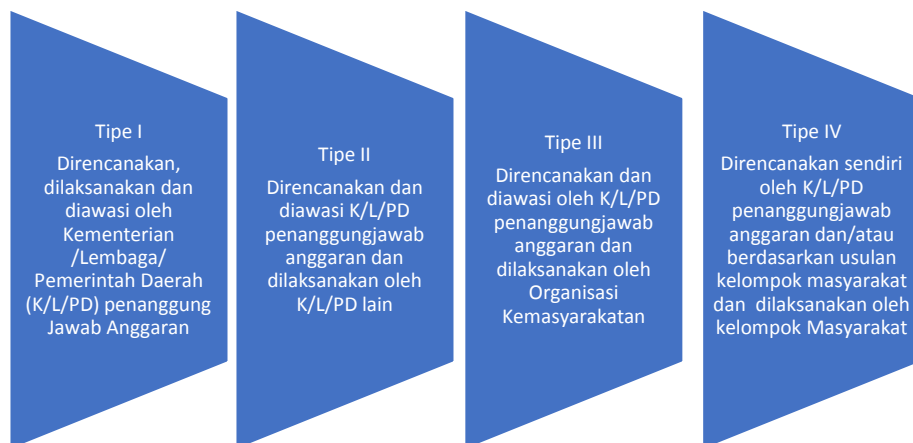 Tipe I
Direncanakan,
dilaksanakan dan
diawasi oleh
Kementerian
/Lembaga/
Pemerintah Daerah
(K/L/PD) penanggung
Jawab Anggaran
Tipe II
Direncanakan dan
diawasi K/L/PD
penanggungjawab
anggaran dan
dilaksanakan oleh
K/L/PD lain
Tipe III
Direncanakan dan
diawasi oleh K/L/PD
penanggungjawab
anggaran dan
dilaksanakan oleh
Organisasi
Kemasyarakatan
Tipe IV
Direncanakan sendiri
oleh K/L/PD
penanggungjawab
anggaran dan/atau
berdasarkan usulan
kelompok masyarakat
dan dilaksanakan oleh
kelompok Masyarakat